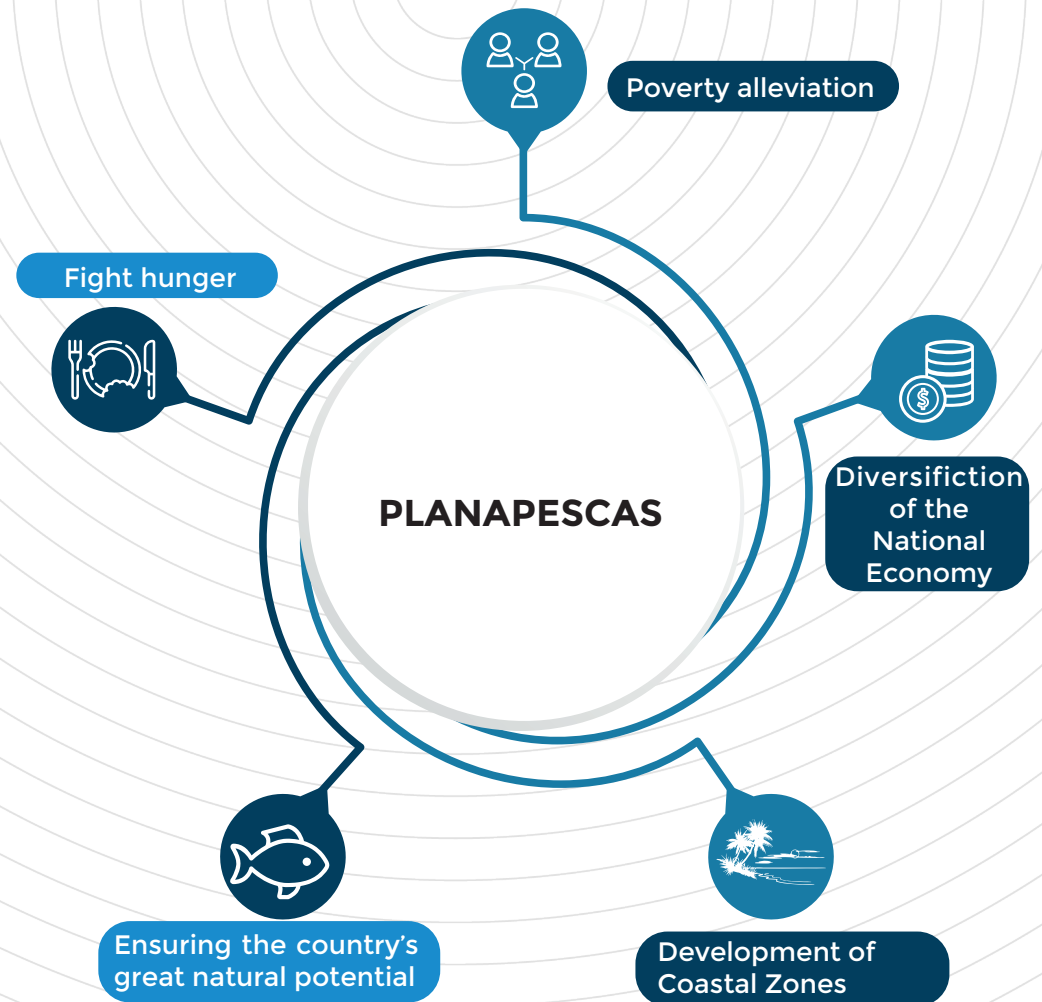 Poverty alleviation
Fight hunger
$
Diversifiction
of the
National
Economy
PLANAPESCAS
Ensuring the country's
great natural potential
Development of
Coastal Zones